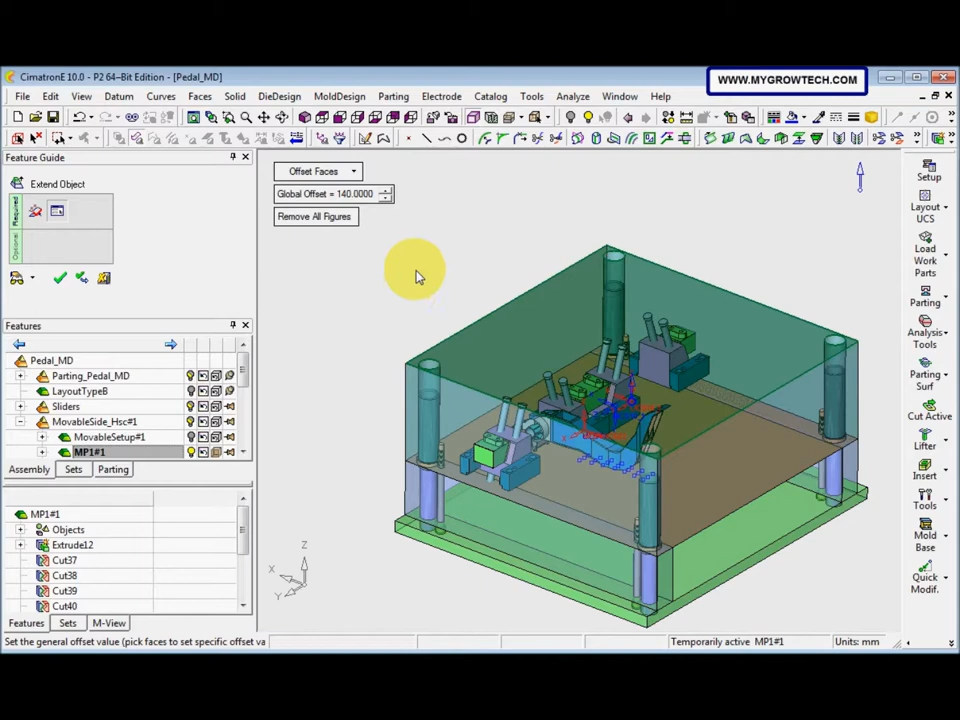 CimatronE 10.0 - P2 64–Bit Edition - [Pedal_MD]
WWW.MYGROWTECH.COM
File Edit View Datum Curves Faces Solid DieDesign MoldDesign Parting Electrode Catalog Tools Analyze Window Help
Feature Guide
Extend Object
Required
Optional
Offset Faces
Global Offset = 140.0000
Remove All Figures
Features
Pedal_MD
Parting_Pedal_MD
LayoutTypeB
Sliders
MovableSide_Hsc#1
MovableSetup#1
MP1#1
Assembly Sets Parting
MP1#1
Objects
Extrude12
Cut37
Cut38
Cut39
Cut40
Features Sets M-View
Z
X
Y
Setup
Layout
UCS
Load
Work
Parts
Parting
Analysis
Tools
Parting
Surf
Cut Active
Lifter
Insert
Tools
Mold
Base
Quick
Modif.
Set the general offset value (pick faces to set specific offset va
Temporarily active MP1#1
Units: mm